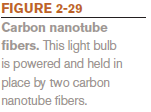 FIGURE 2-29
Carbon nanotube
fibers. This light bulb
is powered and held in
place by two carbon
nanotube fibers.